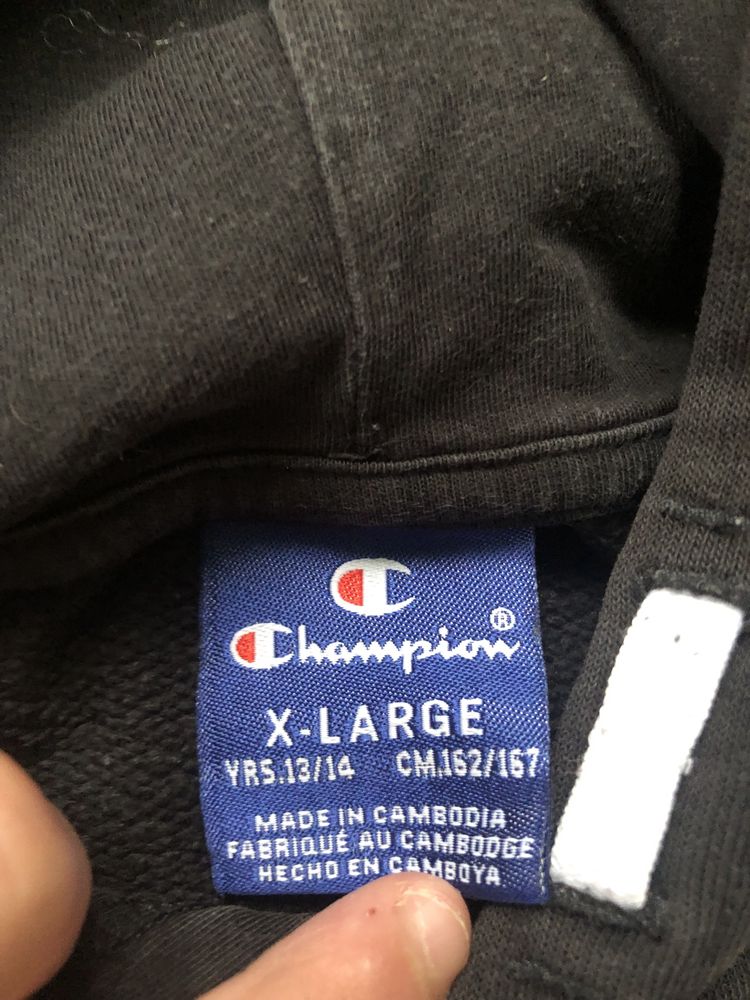 C
Champion®
X-LARGE
YRS.13/14 CM.162/167
MADE IN CAMBODIA
FABRIQUÉ AU CAMBODGE
HECHO EN CAMBOYA